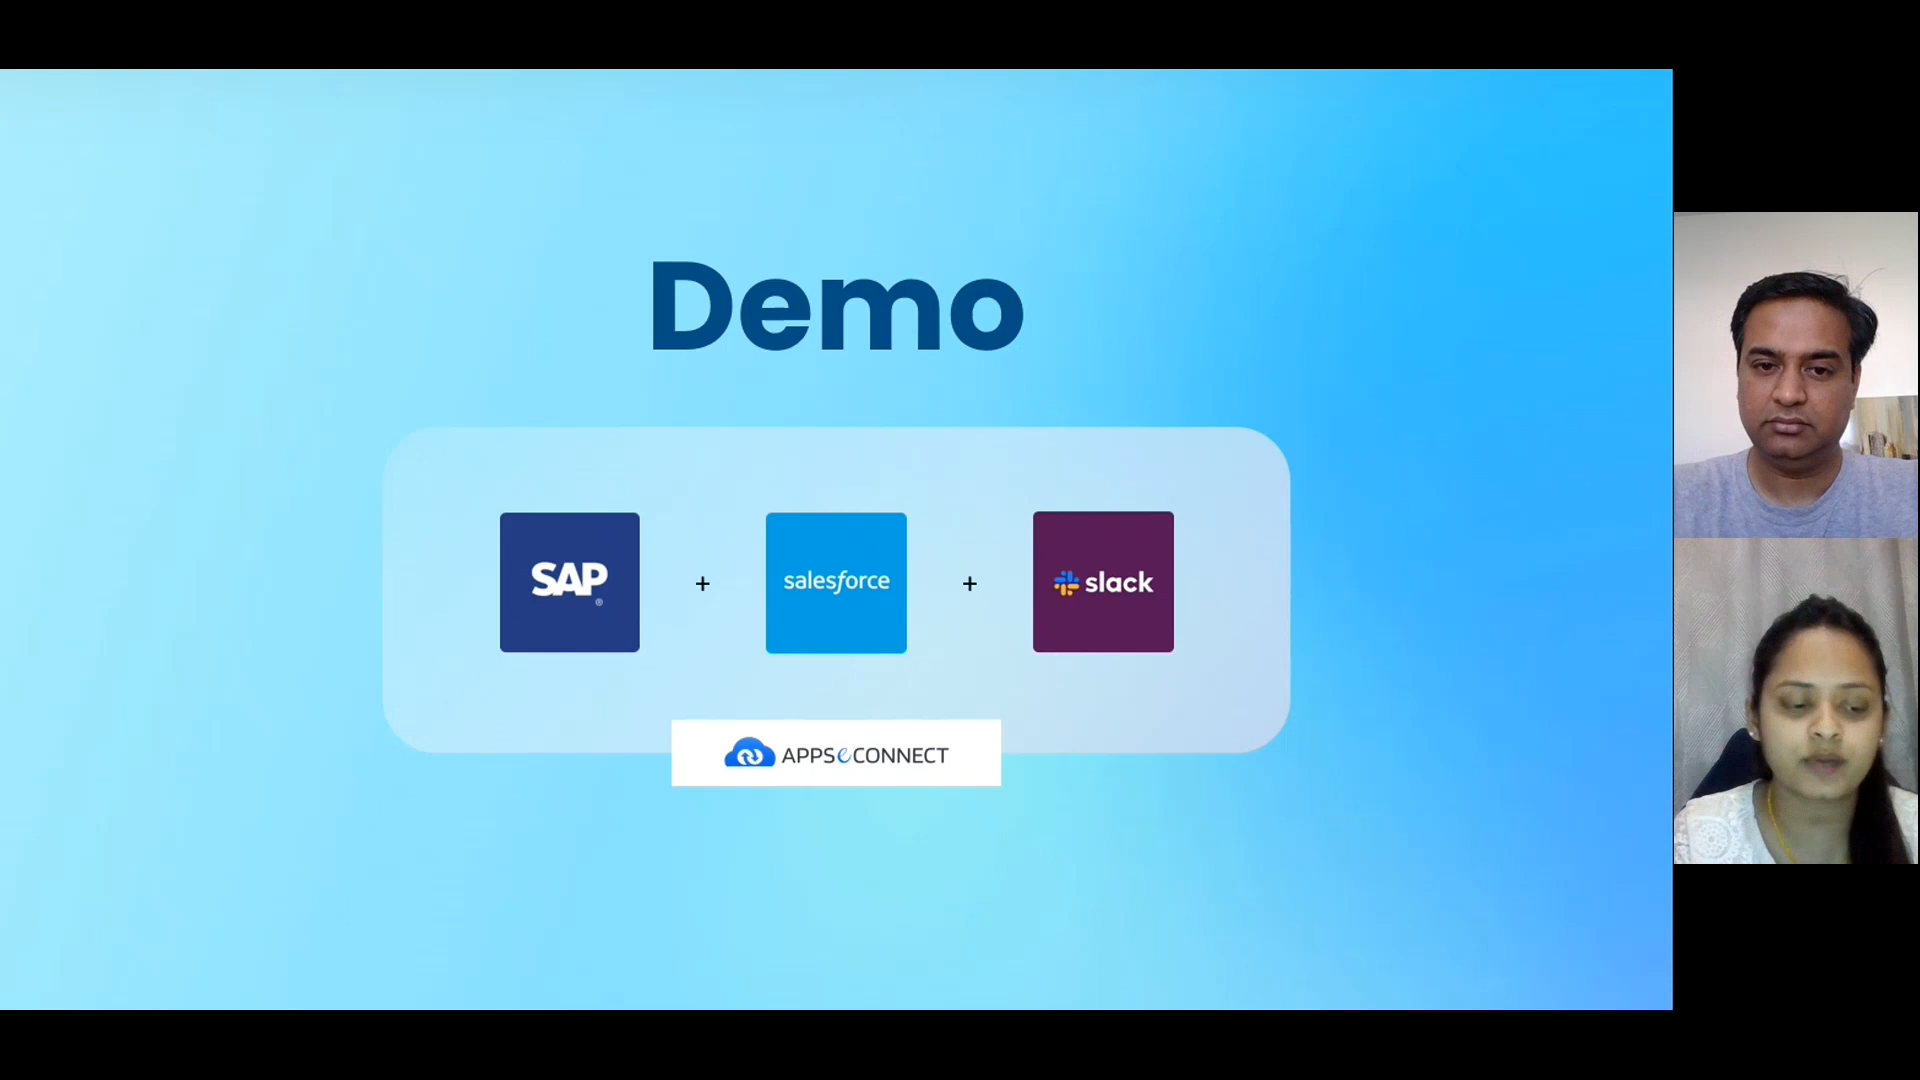 Demo
SAP ®
+
salesforce
+
slack
APPSeCONNECT